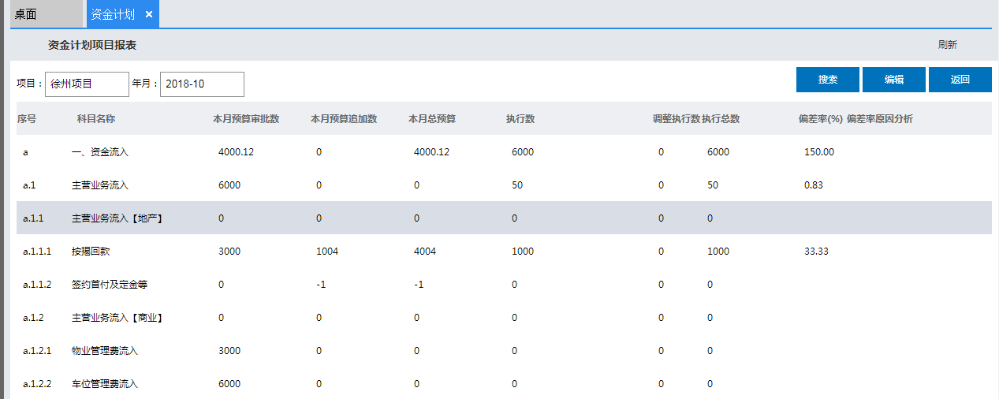 桌面 资金计划 ×
资金计划项目报表 刷新
项目： 徐州项目 年月： 2018-10 搜索 编辑 返回
序号 科目名称 本月预算审批数 本月预算追加数 本月总预算 执行数 调整执行数 执行总数 偏差率(%) 偏差率原因分析
a 一、资金流入 4000.12 0 4000.12 6000 0 6000 150.00
a.1 主营业务流入 6000 0 0 50 0 50 0.83
a.1.1 主营业务流入【地产】 0 0 0 0 0 0
a.1.1.1 按揭回款 3000 1004 4004 1000 0 1000 33.33
a.1.1.2 签约首付及定金等 0 -1 -1 0 0 0
a.1.2 主营业务流入【商业】 0 0 0 0 0 0
a.1.2.1 物业管理费流入 3000 0 0 0 0 0
a.1.2.2 车位管理费流入 6000 0 0 0 0 0